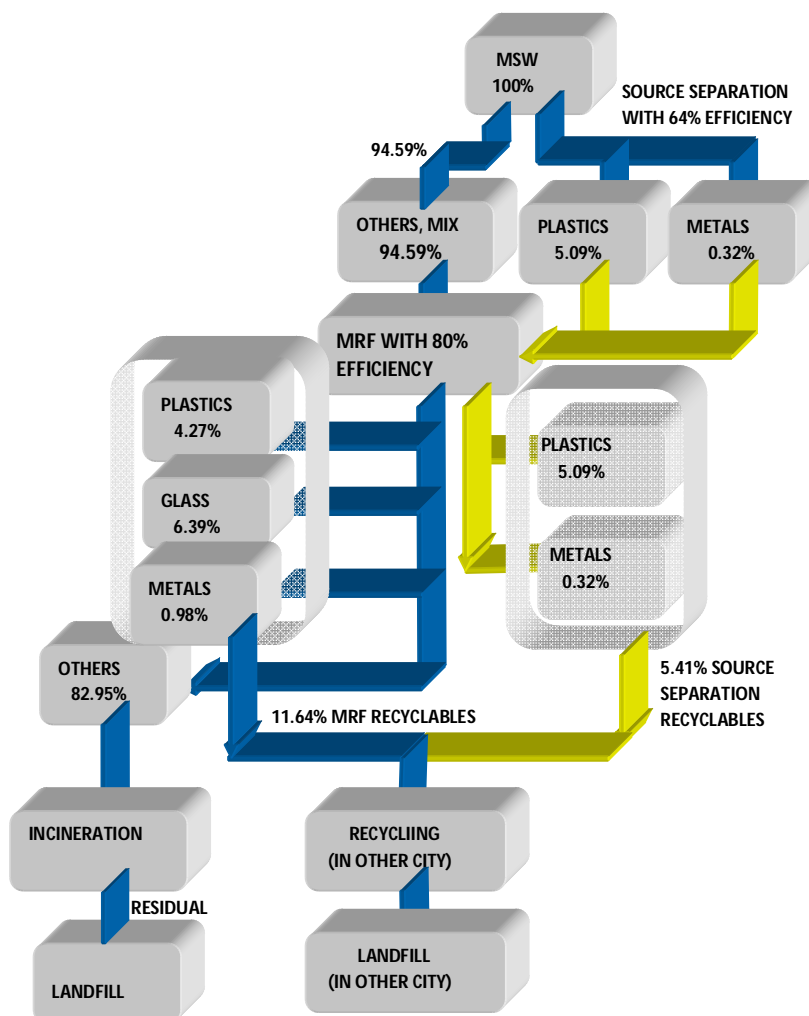 MSW
100%
SOURCE SEPARATION
WITH 64% EFFICIENCY
94.59%
OTHERS, MIX
94.59%
PLASTICS
5.09%
METALS
0.32%
MRF WITH 80%
EFFICIENCY
PLASTICS
4.27%
GLASS
6.39%
METALS
0.98%
PLASTICS
5.09%
METALS
0.32%
OTHERS
82.95%
11.64% MRF RECYCLABLES
5.41% SOURCE
SEPARATION
RECYCLABLES
INCINERATION
RECYCLIING
(IN OTHER CITY)
RESIDUAL
LANDFILL
LANDFILL
(IN OTHER CITY)